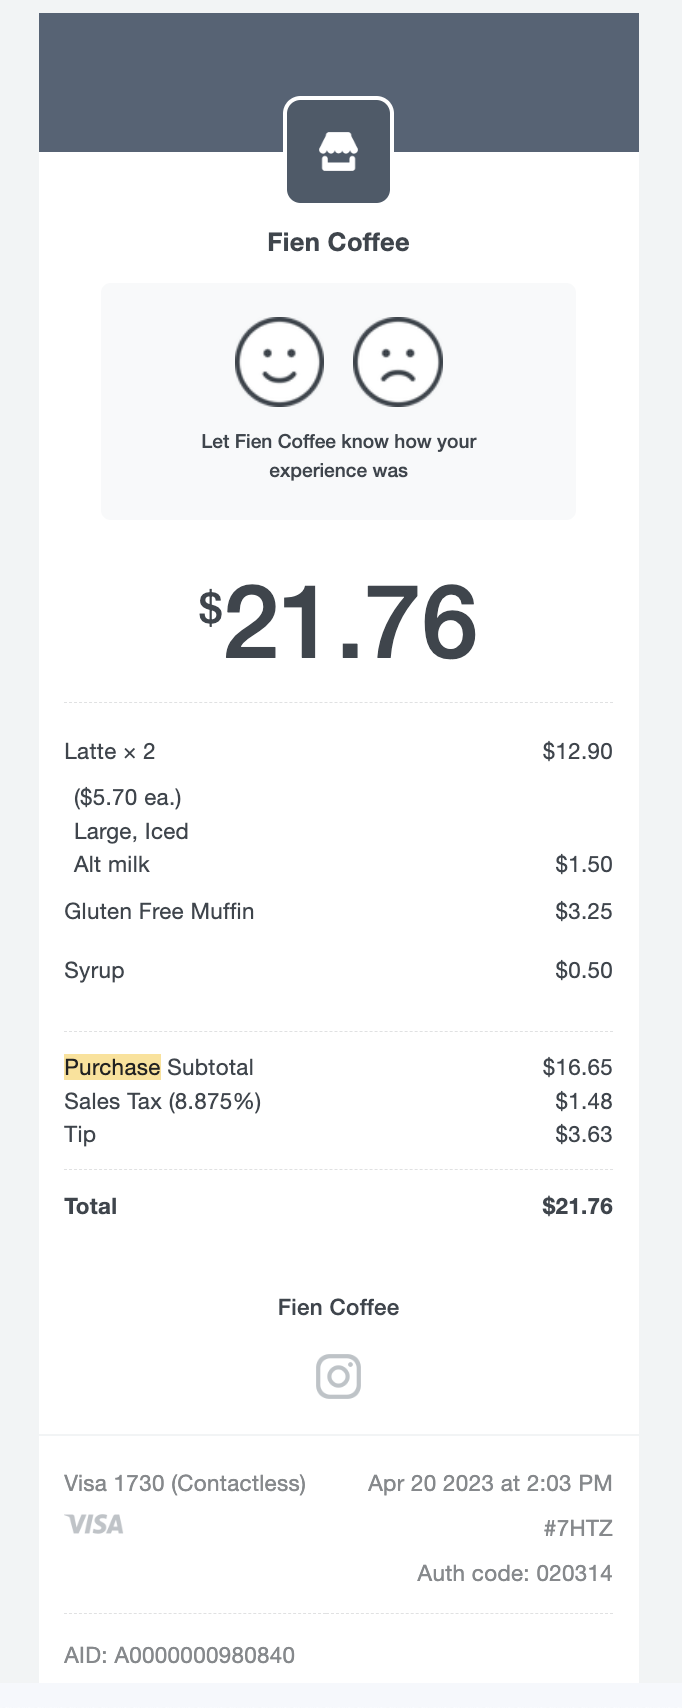 Fien Coffee
Let Fien Coffee know how your
experience was
$21.76
Latte × 2 $12.90
($5.70 ea.)
Large, Iced
Alt milk $1.50
Gluten Free Muffin $3.25
Syrup $0.50
Purchase Subtotal $16.65
Sales Tax (8.875%) $1.48
Tip $3.63
Total $21.76
Fien Coffee
Visa 1730 (Contactless) Apr 20 2023 at 2:03 PM
VISA #7HTZ
Auth code: 020314
AID: A0000000980840